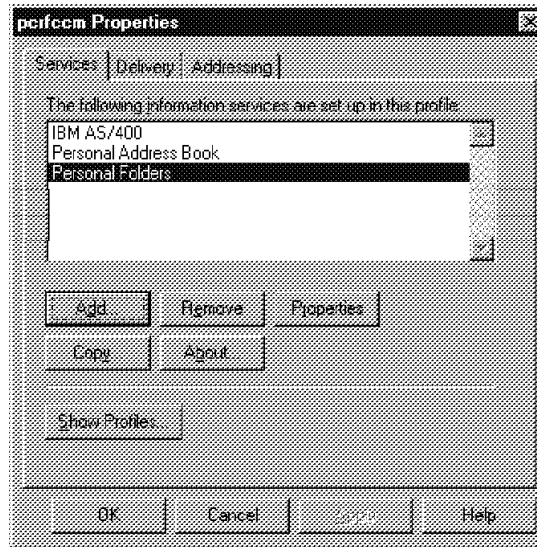 pcrfccm Properties
Services Delivery Addressing
The following information services are set up in this profile
IBM AS/400
Personal Address Book
Personal Folders
Add... Remove Properties
Copy About...
Show Profiles...
OK Cancel Apply Help